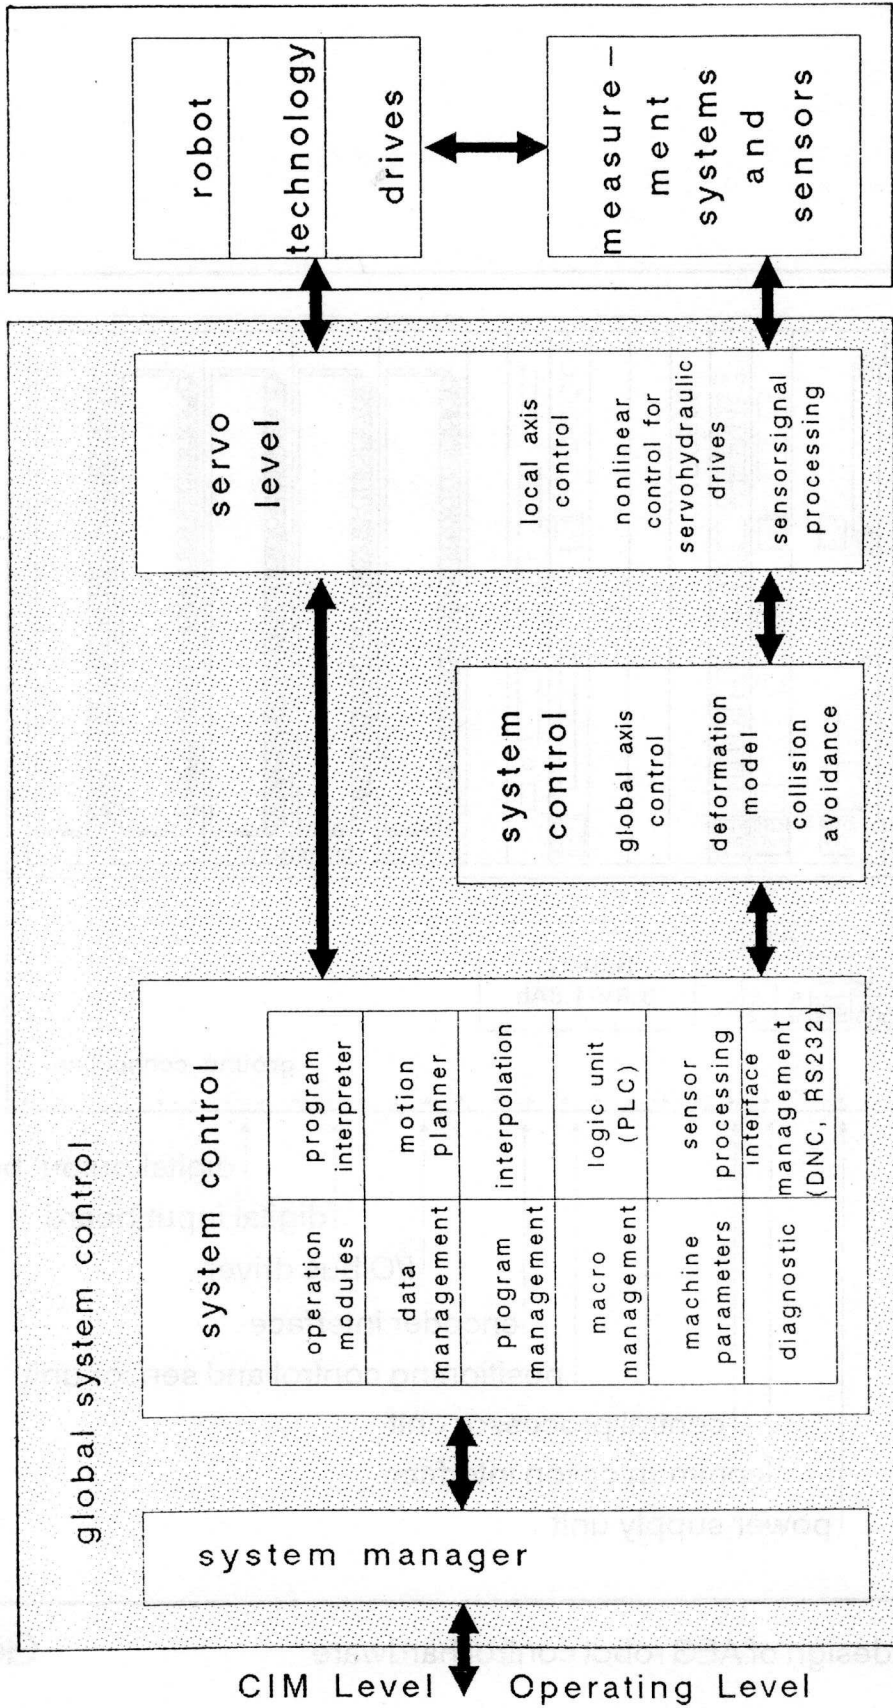 global system control
CIM Level
Operating Level
system manager
system control
operation
modules
program
interpreter
data
management
motion
planner
program
management
interpolation
macro
management
logic unit
(PLC)
machine
parameters
sensor
processing
diagnostic
interface
management
(DNC, RS232)
system
control
global axis
control
deformation
model
collision
avoidance
servo
level
local axis
control
nonlinear
control for
servohydraulic
drives
sensorsignal
processing
robot
technology
drives
measure-
ment
systems
and
sensors
power supply unit